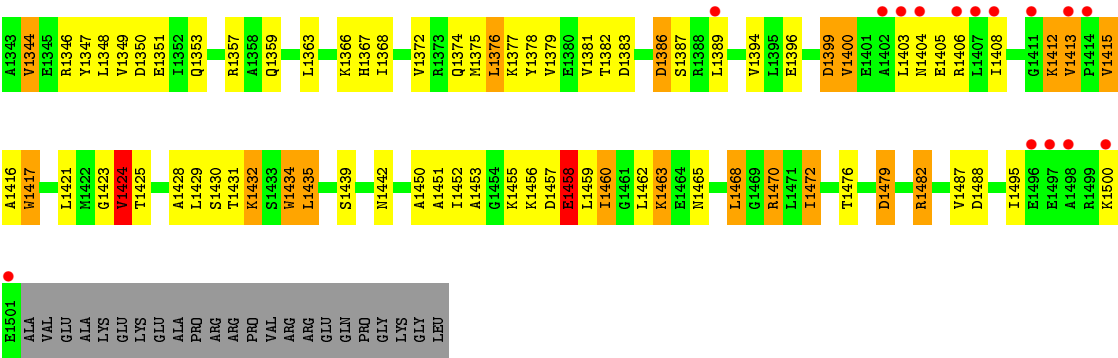 A1343 V1344 E1345 R1346 Y1347 L1348 V1349 D1350 E1351 I1352 Q1353 R1357 A1358 Q1359 L1363 K1366 H1367 I1368 V1372 R1373 Q1374 M1375 L1376 K1377 Y1378 V1379 E1380 V1381 T1382 D1383 D1386 S1387 R1388 L1389 V1394 L1395 E1396 D1399 V1400 E1401 A1402 L1403 N1404 E1405 R1406 L1407 I1408 G1411 K1412 V1413 P1414 V1415
A1416 W1417 L1421 M1422 G1423 V1424 T1425 A1428 L1429 S1430 T1431 K1432 S1433 W1434 L1435 S1439 N1442 A1450 A1451 I1452 A1453 G1454 K1455 K1456 D1457 E1458 L1459 I1460 G1461 L1462 K1463 E1464 N1465 L1468 G1469 R1470 L1471 I1472 T1476 D1479 R1482 V1487 D1488 I1495 E1496 E1497 A1498 R1499 K1500
E1501 ALA VAL GLU ALA LYS GLU LYS GLU ALA PRO ARG ARG PRO VAL ARG ARG GLU GLN PRO GLY LYS GLY LEU